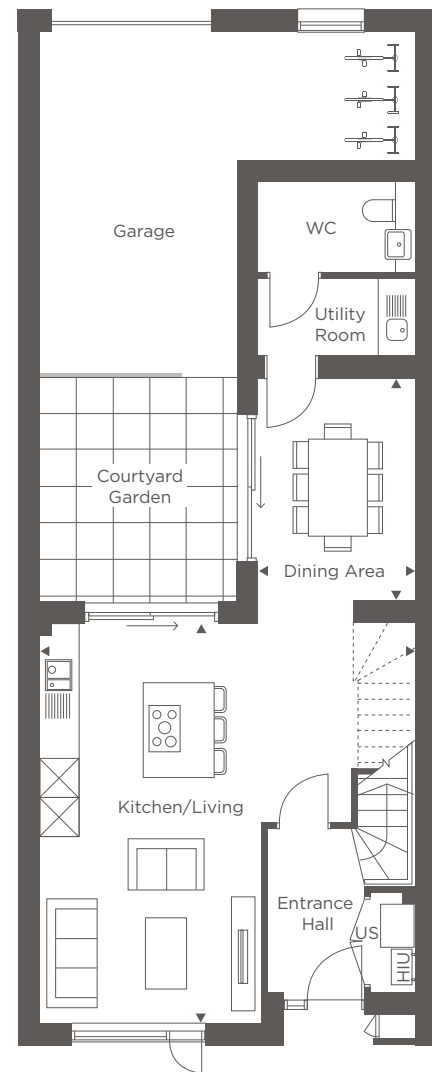 Garage
WC
Utility
Room
Courtyard
Garden
Dining Area
Kitchen/Living
Entrance
Hall
US
HIU